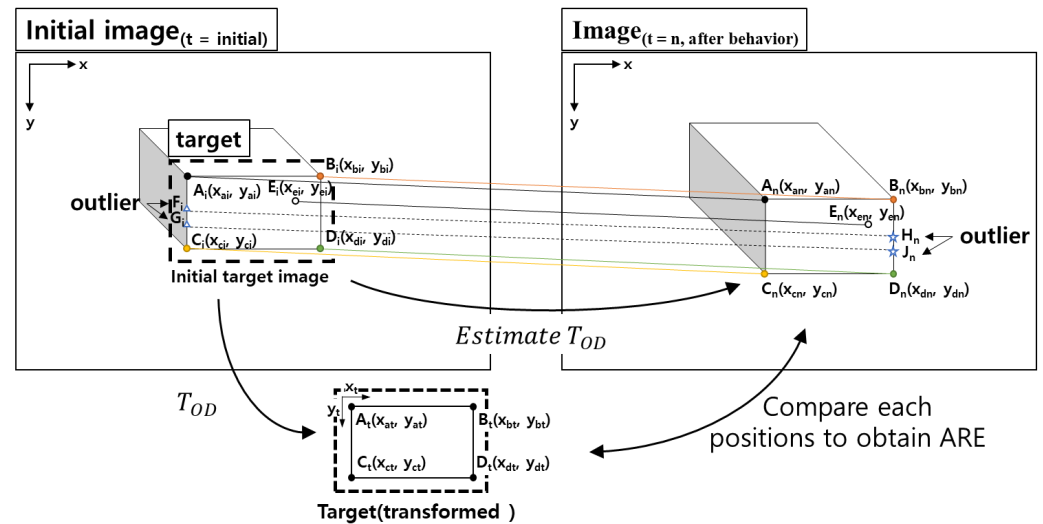 Initial image(t = initial)
Image(t = n, after behavior)
x
y
x
y
target
Bi(xbi, ybi)
Ai(xai, yai)
Ei(xei, yei)
outlier
Fi
Gi
Ci(xci, yci)
Di(xdi, ydi)
Initial target image
An(xan, yan)
Bn(xbn, ybn)
En(xen, yen)
Hn
Jn
outlier
Cn(xcn, ycn)
Dn(xdn, ydn)
Estimate TOD
TOD
xt
yt
At(xat, yat)
Bt(xbt, ybt)
Ct(xct, yct)
Dt(xdt, ydt)
Target(transformed )
Compare each
positions to obtain ARE